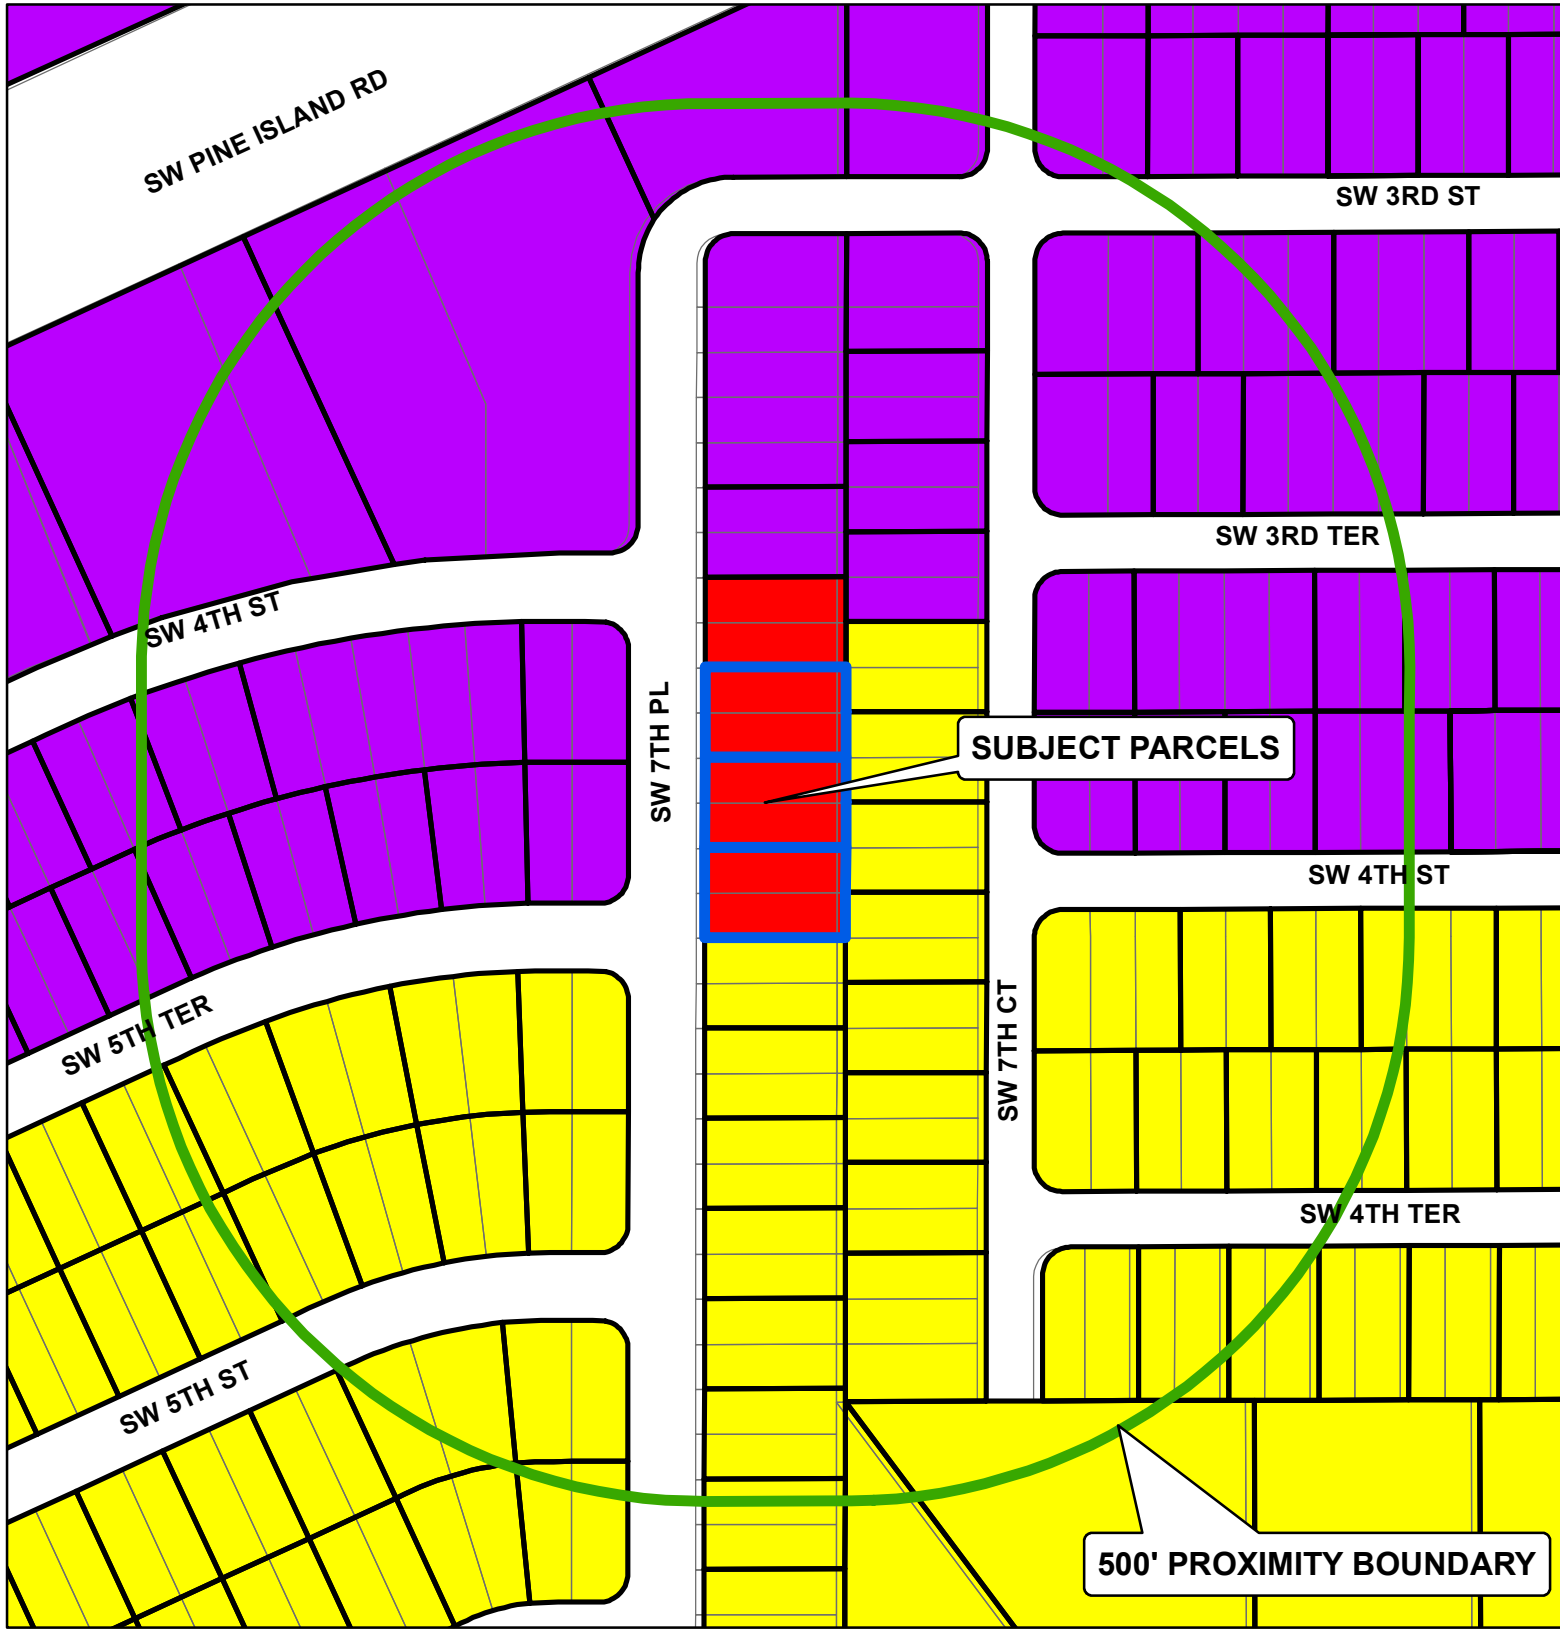 SW PINE ISLAND RD
SW 3RD ST
SW 3RD TER
SW 4TH ST
SW 7TH PL
SUBJECT PARCELS
SW 4TH ST
SW 5TH TER
SW 7TH CT
SW 4TH TER
SW 5TH ST
500' PROXIMITY BOUNDARY